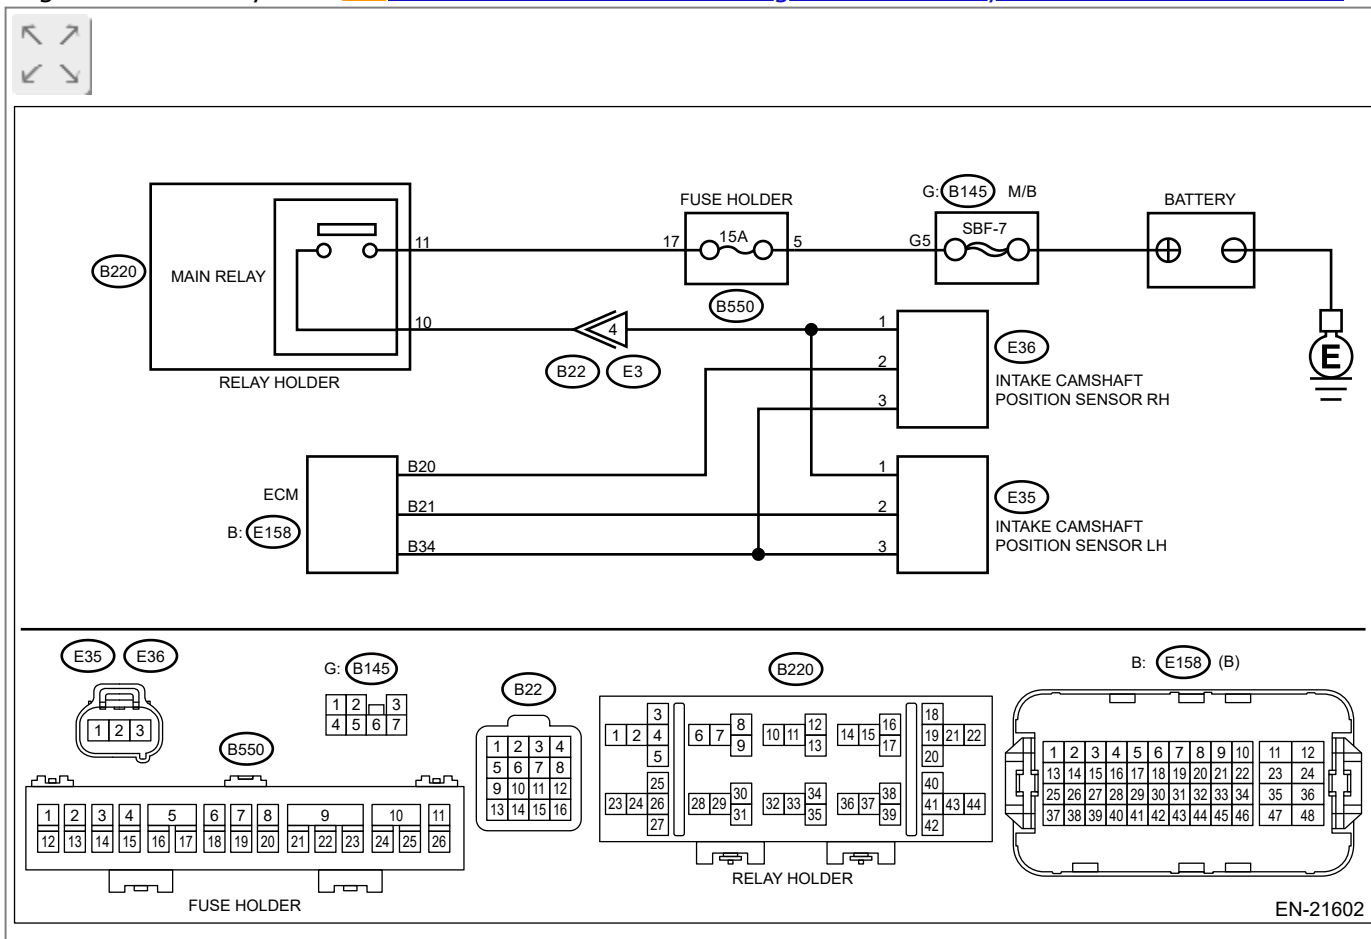 FUSE HOLDER
G: B145 M/B
BATTERY
SBF-7
15A
11
17
5
G5
B220
MAIN RELAY
B550
10
4
1
B22 E3
2
E36
RELAY HOLDER
INTAKE CAMSHAFT
POSITION SENSOR RH
3
E
B20
1
ECM
B21
2
E35
B: E158
INTAKE CAMSHAFT
POSITION SENSOR LH
B34
3
E35 E36
1 2 3
G: B145
1 2 3
4 5 6 7
B22
1 2 3 4
5 6 7 8
9 10 11 12
13 14 15 16
B220
3 8 12 16 18
1 2 4 6 7 10 11 14 15 19 21 22
5 9 13 17 20
25 30 34 38 40
23 24 26 28 29 32 33 36 37 41 43 44
27 31 35 39 42
RELAY HOLDER
B: E158 (B)
1 2 3 4 5 6 7 8 9 10 11 12
13 14 15 16 17 18 19 20 21 22 23 24
25 26 27 28 29 30 31 32 33 34 35 36
37 38 39 40 41 42 43 44 45 46 47 48
B550
1 2 3 4 5 6 7 8 9 10 11
12 13 14 15 16 17 18 19 20 21 22 23 24 25 26
FUSE HOLDER
EN-21602